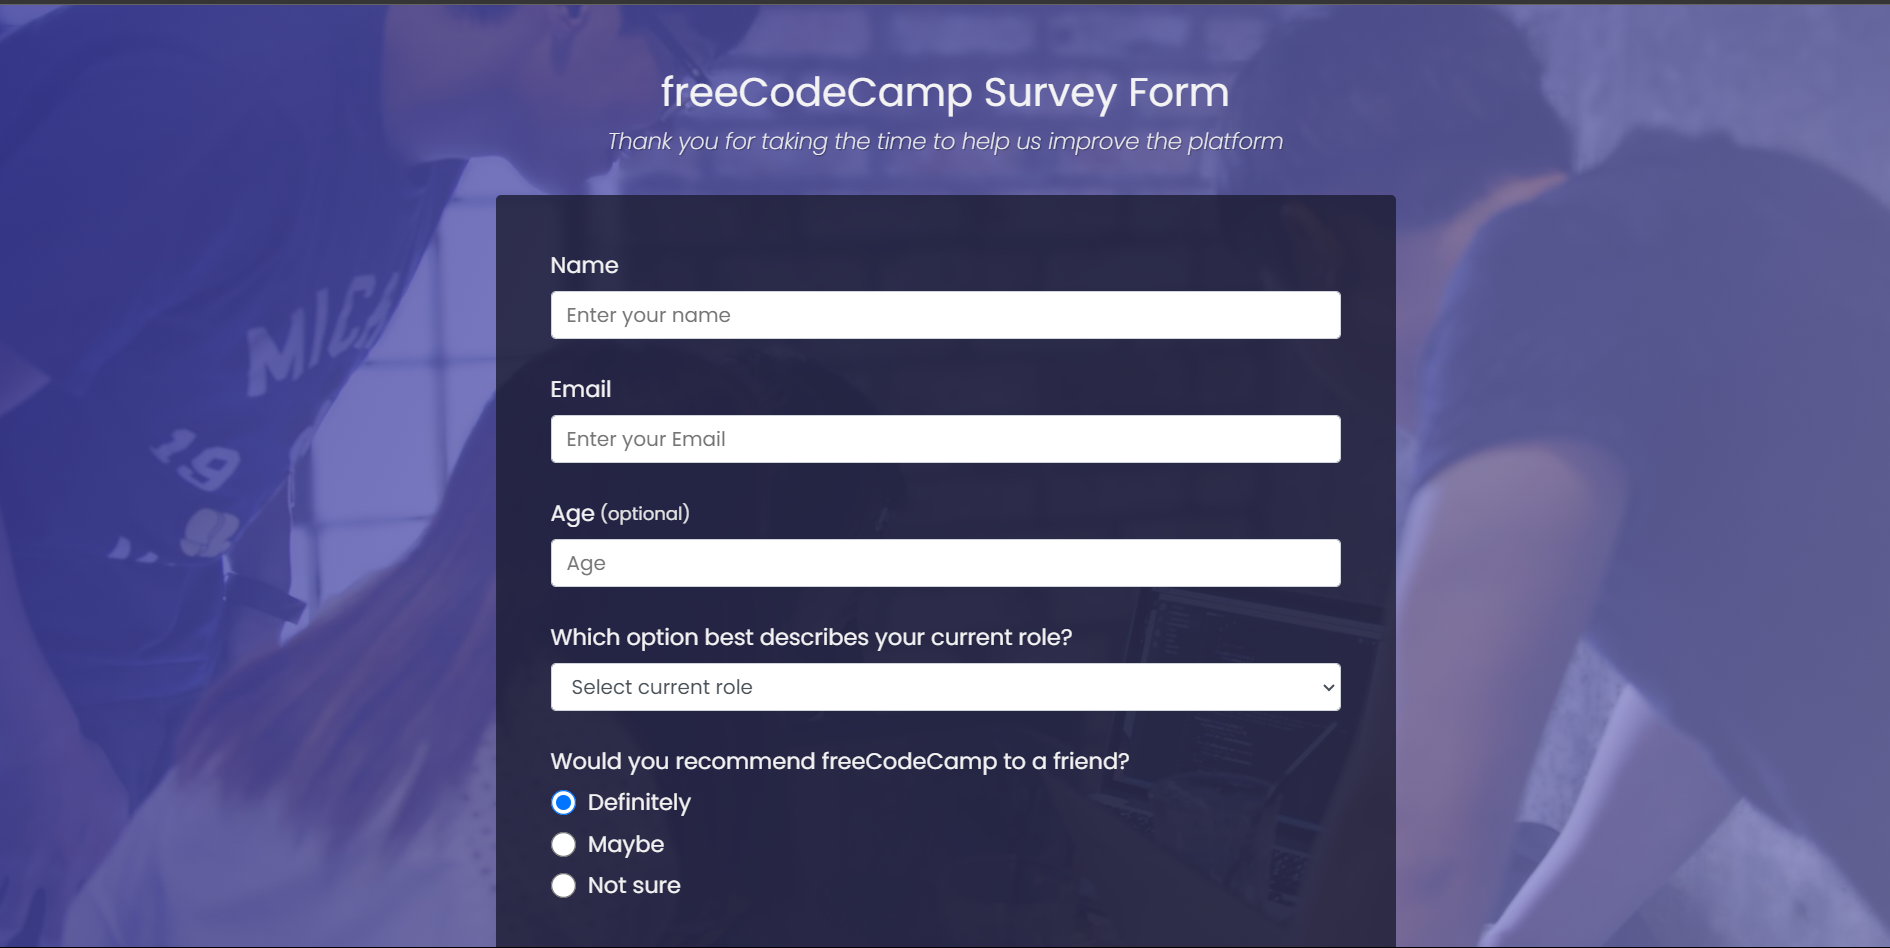 freeCodeCamp Survey Form
Thank you for taking the time to help us improve the platform
Name
Enter your name
Email
Enter your Email
Age (optional)
Age
Which option best describes your current role?
Select current role
Would you recommend freeCodeCamp to a friend?
Definitely
Maybe
Not sure
MICH
19